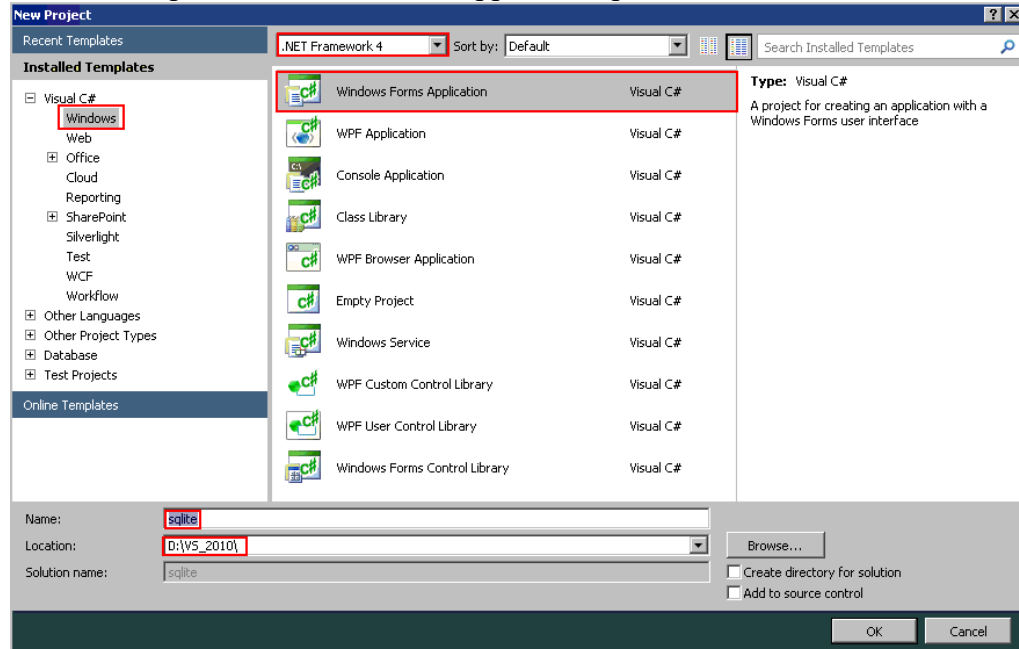 New Project
Recent Templates
Installed Templates
Visual C#
Windows
Web
Office
Cloud
Reporting
SharePoint
Silverlight
Test
WCF
Workflow
Other Languages
Other Project Types
Database
Test Projects
Online Templates
.NET Framework 4 Sort by: Default
Search Installed Templates
Windows Forms Application Visual C#
WPF Application Visual C#
Console Application Visual C#
Class Library Visual C#
WPF Browser Application Visual C#
Empty Project Visual C#
Windows Service Visual C#
WPF Custom Control Library Visual C#
WPF User Control Library Visual C#
Windows Forms Control Library Visual C#
Type: Visual C#
A project for creating an application with a
Windows Forms user interface
Name: sqlite
Location: D:\VS_2010\ Browse...
Solution name: sqlite
Create directory for solution
Add to source control
OK Cancel